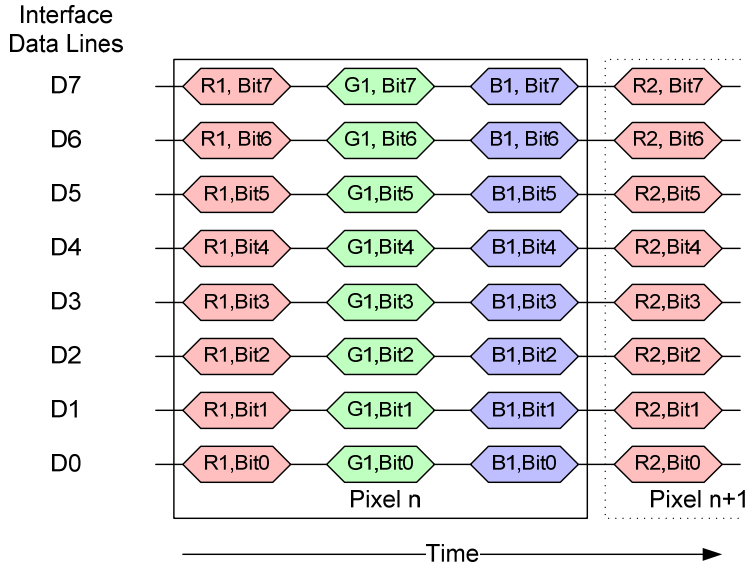 Interface
Data Lines
D7 R1, Bit7 G1, Bit7 B1, Bit7 R2, Bit7
D6 R1, Bit6 G1, Bit6 B1, Bit6 R2, Bit6
D5 R1,Bit5 G1,Bit5 B1,Bit5 R2,Bit5
D4 R1,Bit4 G1,Bit4 B1,Bit4 R2,Bit4
D3 R1,Bit3 G1,Bit3 B1,Bit3 R2,Bit3
D2 R1,Bit2 G1,Bit2 B1,Bit2 R2,Bit2
D1 R1,Bit1 G1,Bit1 B1,Bit1 R2,Bit1
D0 R1,Bit0 G1,Bit0 B1,Bit0 R2,Bit0
Pixel n Pixel n+1
Time